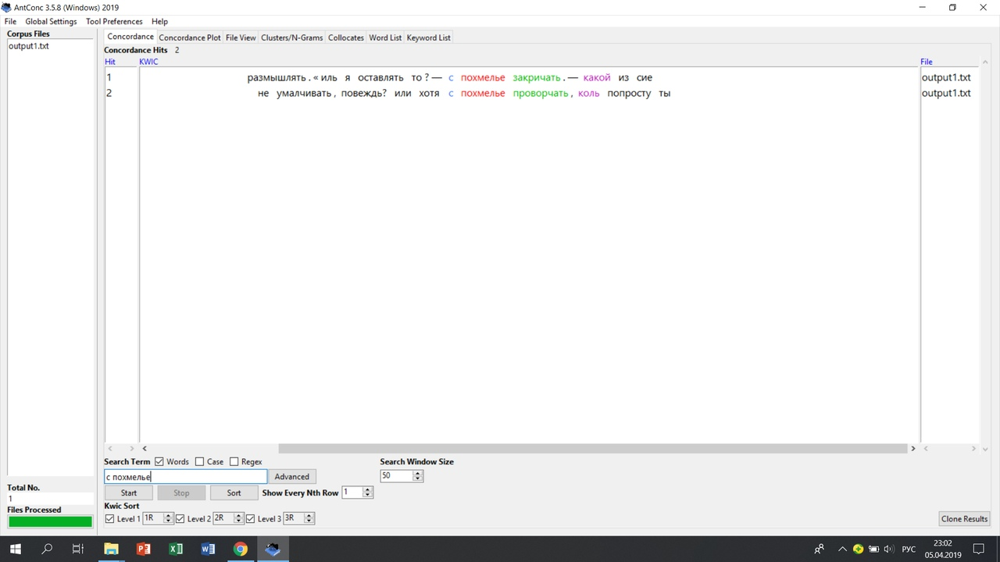 AntConc 3.5.8 (Windows) 2019
File Global Settings Tool Preferences Help
Corpus Files
output1.txt
Concordance Concordance Plot File View Clusters/N-Grams Collocates Word List Keyword List
Concordance Hits 2
Hit KWIC File
1 размышлять . « иль я оставлять то ? — с похмелье закричать . — какой из сие output1.txt
2 не умалчивать , повеждь? или хотя с похмелье проворчать , коль попросту ты output1.txt
Search Term Words Case Regex Search Window Size
с похмелье Advanced 50
Total No.
1
Start Stop Sort Show Every Nth Row 1
Files Processed
Kwic Sort
Level 1 1R Level 2 2R Level 3 3R Clone Results
РУС
23:02
05.04.2019